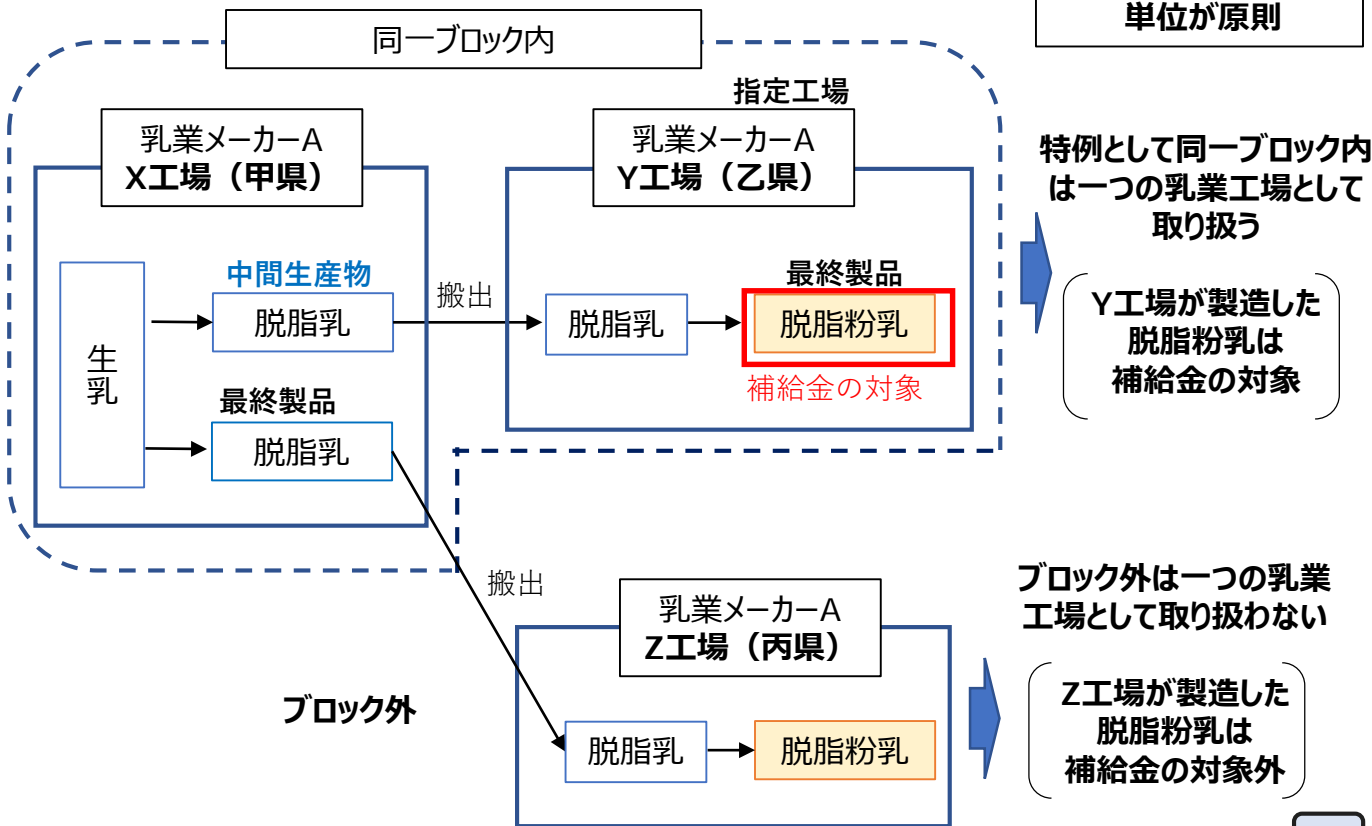 単位が原則
同一ブロック内
指定工場
乳業メーカーA
X工場（甲県）
乳業メーカーA
Y工場（乙県）
特例として同一ブロック内
は一つの乳業工場として
取り扱う
生乳
中間生産物
脱脂乳
搬出
脱脂乳
最終製品
脱脂粉乳
補給金の対象
最終製品
脱脂乳
Y工場が製造した
脱脂粉乳は
補給金の対象
搬出
ブロック外
乳業メーカーA
Z工場（丙県）
脱脂乳
脱脂粉乳
ブロック外は一つの乳業
工場として取り扱わない
Z工場が製造した
脱脂粉乳は
補給金の対象外